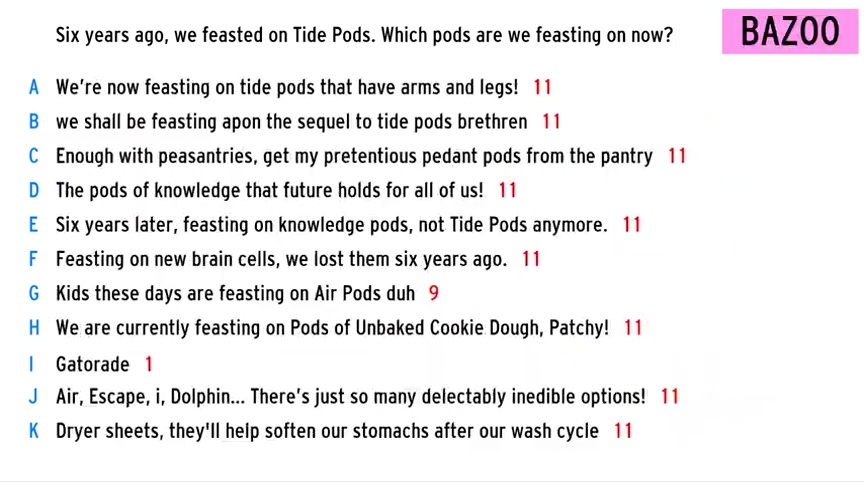 Six years ago, we feasted on Tide Pods. Which pods are we feasting on now?
BAZOO
A We're now feasting on tide pods that have arms and legs! 11
B we shall be feasting apon the sequel to tide pods brethren 11
C Enough with peasantries, get my pretentious pedant pods from the pantry 11
D The pods of knowledge that future holds for all of us! 11
E Six years later, feasting on knowledge pods, not Tide Pods anymore. 11
F Feasting on new brain cells, we lost them six years ago. 11
G Kids these days are feasting on Air Pods duh 9
H We are currently feasting on Pods of Unbaked Cookie Dough, Patchy! 11
I Gatorade 1
J Air, Escape, i, Dolphin... There's just so many delectably inedible options! 11
K Dryer sheets, they'll help soften our stomachs after our wash cycle 11